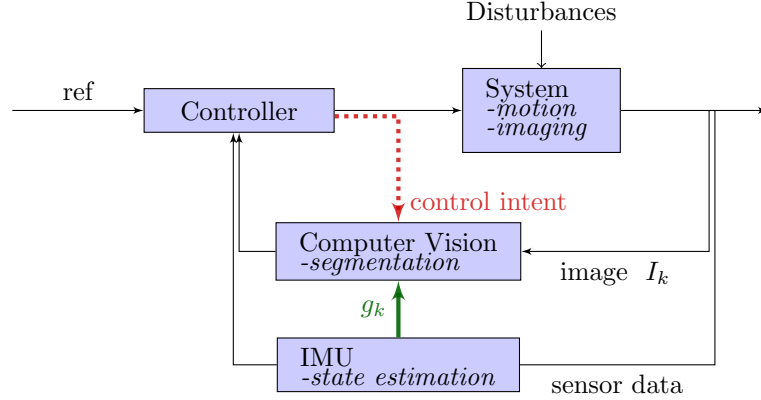 Disturbances
ref
Controller
System
-motion
-imaging
control intent
Computer Vision
-segmentation
image I_k
g_k
IMU
-state estimation
sensor data